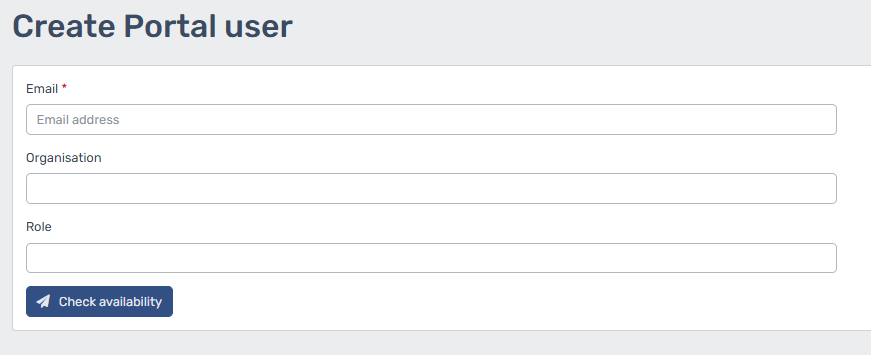 Create Portal user
Email *
Email address
Organisation
Role
Check availability